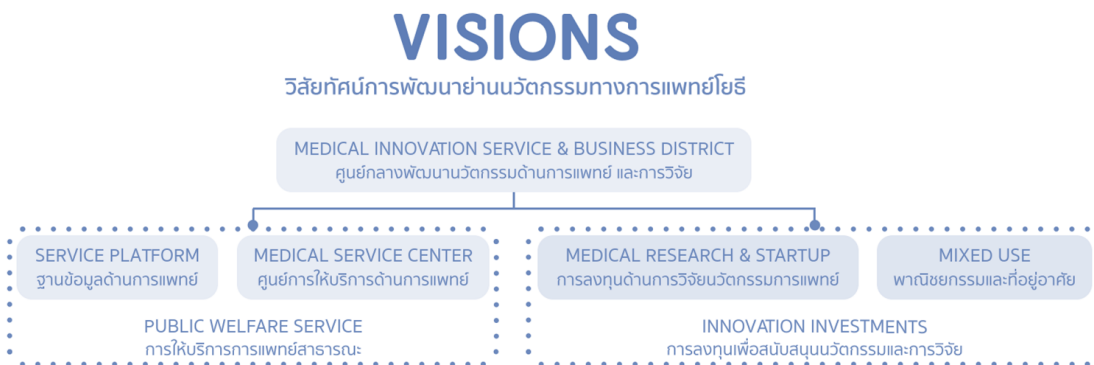 VISIONS
วิสัยทัศน์การพัฒนาย่านนวัตกรรมทางการแพทย์โยธี
MEDICAL INNOVATION SERVICE & BUSINESS DISTRICT
ศูนย์กลางพัฒนานวัตกรรมด้านการแพทย์ และการวิจัย
SERVICE PLATFORM
ฐานข้อมูลด้านการแพทย์
MEDICAL SERVICE CENTER
ศูนย์การให้บริการด้านการแพทย์
PUBLIC WELFARE SERVICE
การให้บริการการแพทย์สาธารณะ
MEDICAL RESEARCH & STARTUP
การลงทุนด้านการวิจัยนวัตกรรมการแพทย์
MIXED USE
พาณิชยกรรมและที่อยู่อาศัย
INNOVATION INVESTMENTS
การลงทุนเพื่อสนับสนุนนวัตกรรมและการวิจัย